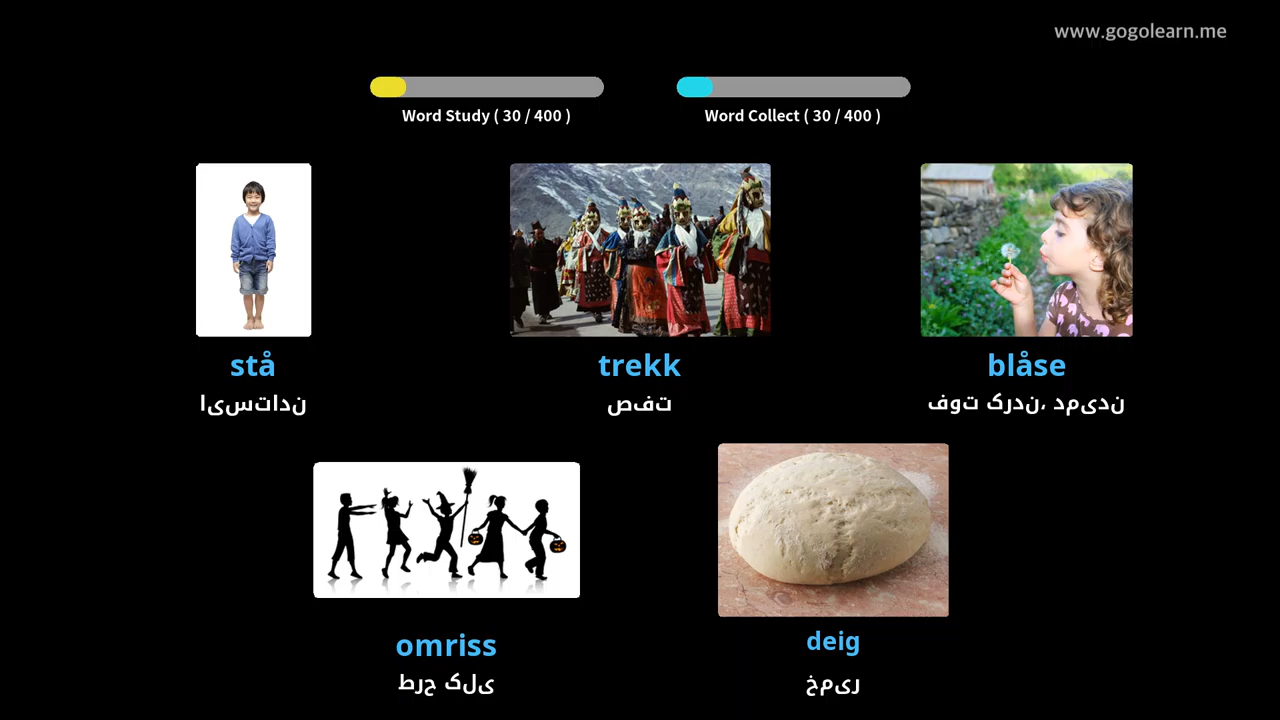 www.gogolearn.me
Word Study ( 30 / 400 )
Word Collect ( 30 / 400 )
stå
ایستادن
trekk
صفت
blåse
فوت کردن، دمیدن
omriss
طرح کلی
deig
خمیر